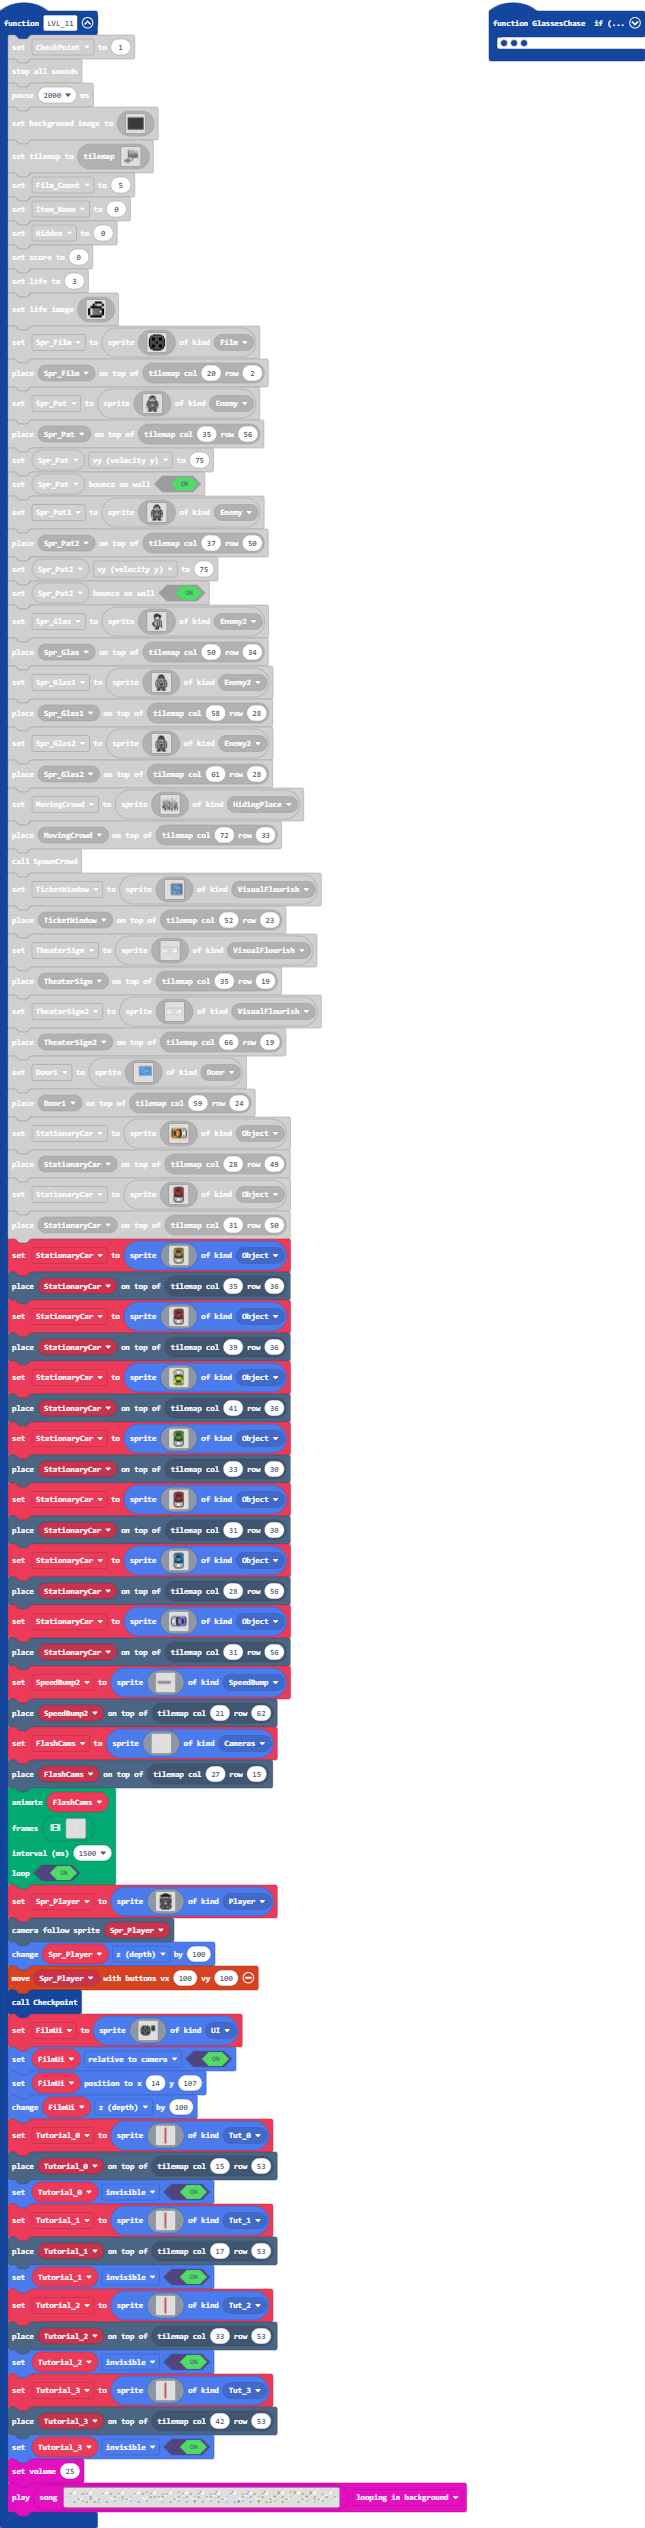 function LVL_11
set CheckPoint to 1
stop all sounds
pause 2000 ms
set background image to
set tilemap to tilemap
set Film_Count to 5
set Item_Name to 0
set Hidden to 0
set score to 0
set life to 3
set life image
set Spr_Film to sprite of kind Film
place Spr_Film on top of tilemap col 20 row 2
set Spr_Pat to sprite of kind Enemy
place Spr_Pat on top of tilemap col 35 row 56
set Spr_Pat vy (velocity y) to 75
set Spr_Pat bounce on wall ON
set Spr_Pat2 to sprite of kind Enemy
place Spr_Pat2 on top of tilemap col 37 row 50
set Spr_Pat2 vy (velocity y) to 75
set Spr_Pat2 bounce on wall ON
set Spr_Glas to sprite of kind Enemy2
place Spr_Glas on top of tilemap col 50 row 34
set Spr_Glas1 to sprite of kind Enemy2
place Spr_Glas1 on top of tilemap col 58 row 28
set Spr_Glas2 to sprite of kind Enemy2
place Spr_Glas2 on top of tilemap col 61 row 28
set MovingCrowd to sprite of kind HidingPlace
place MovingCrowd on top of tilemap col 72 row 33
call SpawnCrowd
set TicketWindow to sprite of kind VisualFlourish
place TicketWindow on top of tilemap col 52 row 23
set TheaterSign to sprite of kind VisualFlourish
place TheaterSign on top of tilemap col 35 row 19
set TheaterSign2 to sprite of kind VisualFlourish
place TheaterSign2 on top of tilemap col 66 row 19
set Door1 to sprite of kind Door
place Door1 on top of tilemap col 59 row 24
set StationaryCar to sprite of kind Object
place StationaryCar on top of tilemap col 28 row 49
set StationaryCar to sprite of kind Object
place StationaryCar on top of tilemap col 31 row 50
set StationaryCar to sprite of kind Object
place StationaryCar on top of tilemap col 35 row 36
set StationaryCar to sprite of kind Object
place StationaryCar on top of tilemap col 39 row 36
set StationaryCar to sprite of kind Object
place StationaryCar on top of tilemap col 41 row 36
set StationaryCar to sprite of kind Object
place StationaryCar on top of tilemap col 33 row 30
set StationaryCar to sprite of kind Object
place StationaryCar on top of tilemap col 31 row 30
set StationaryCar to sprite of kind Object
place StationaryCar on top of tilemap col 28 row 56
set StationaryCar to sprite of kind Object
place StationaryCar on top of tilemap col 31 row 56
set SpeedBump2 to sprite of kind SpeedBump
place SpeedBump2 on top of tilemap col 21 row 62
set FlashCams to sprite of kind Cameras
place FlashCams on top of tilemap col 27 row 15
animate FlashCams
frames
interval (ms) 1500
loop ON
set Spr_Player to sprite of kind Player
camera follow sprite Spr_Player
change Spr_Player z (depth) by 100
move Spr_Player with buttons vx 100 vy 100
call Checkpoint
set FilmUi to sprite of kind UI
set FilmUi relative to camera ON
set FilmUi position to x 14 y 107
change FilmUi z (depth) by 100
set Tutorial_0 to sprite of kind Tut_0
place Tutorial_0 on top of tilemap col 15 row 53
set Tutorial_0 invisible ON
set Tutorial_1 to sprite of kind Tut_1
place Tutorial_1 on top of tilemap col 17 row 53
set Tutorial_1 invisible ON
set Tutorial_2 to sprite of kind Tut_2
place Tutorial_2 on top of tilemap col 33 row 53
set Tutorial_2 invisible ON
set Tutorial_3 to sprite of kind Tut_3
place Tutorial_3 on top of tilemap col 42 row 53
set Tutorial_3 invisible ON
set volume 25
play song looping in background
function GlassesChase if (...